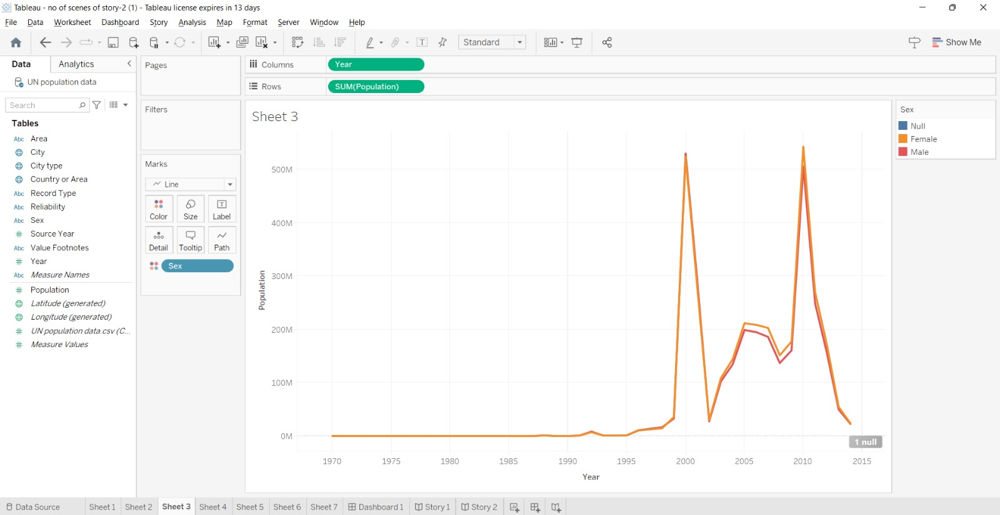 Tableau - no of scenes of story-2 (1) - Tableau license expires in 13 days
File Data Worksheet Dashboard Story Analysis Map Format Server Window Help
Standard
Show Me
Data Analytics
UN population data
Search
Tables
Abc Area
City
City type
Country or Area
Abc Record Type
Abc Reliability
Abc Sex
# Source Year
Abc Value Footnotes
# Year
Abc Measure Names
# Population
Latitude (generated)
Longitude (generated)
# UN population data.csv (C...
# Measure Values
Pages
Filters
Marks
Line
Color Size Label
Detail Tooltip Path
Sex
Columns Year
Rows SUM(Population)
Sheet 3
500M
400M
300M
200M
100M
0M
Population
1 null
1970 1975 1980 1985 1990 1995 2000 2005 2010 2015
Year
Sex
Null
Female
Male
Data Source Sheet 1 Sheet 2 Sheet 3 Sheet 4 Sheet 5 Sheet 6 Sheet 7 Dashboard 1 Story 1 Story 2